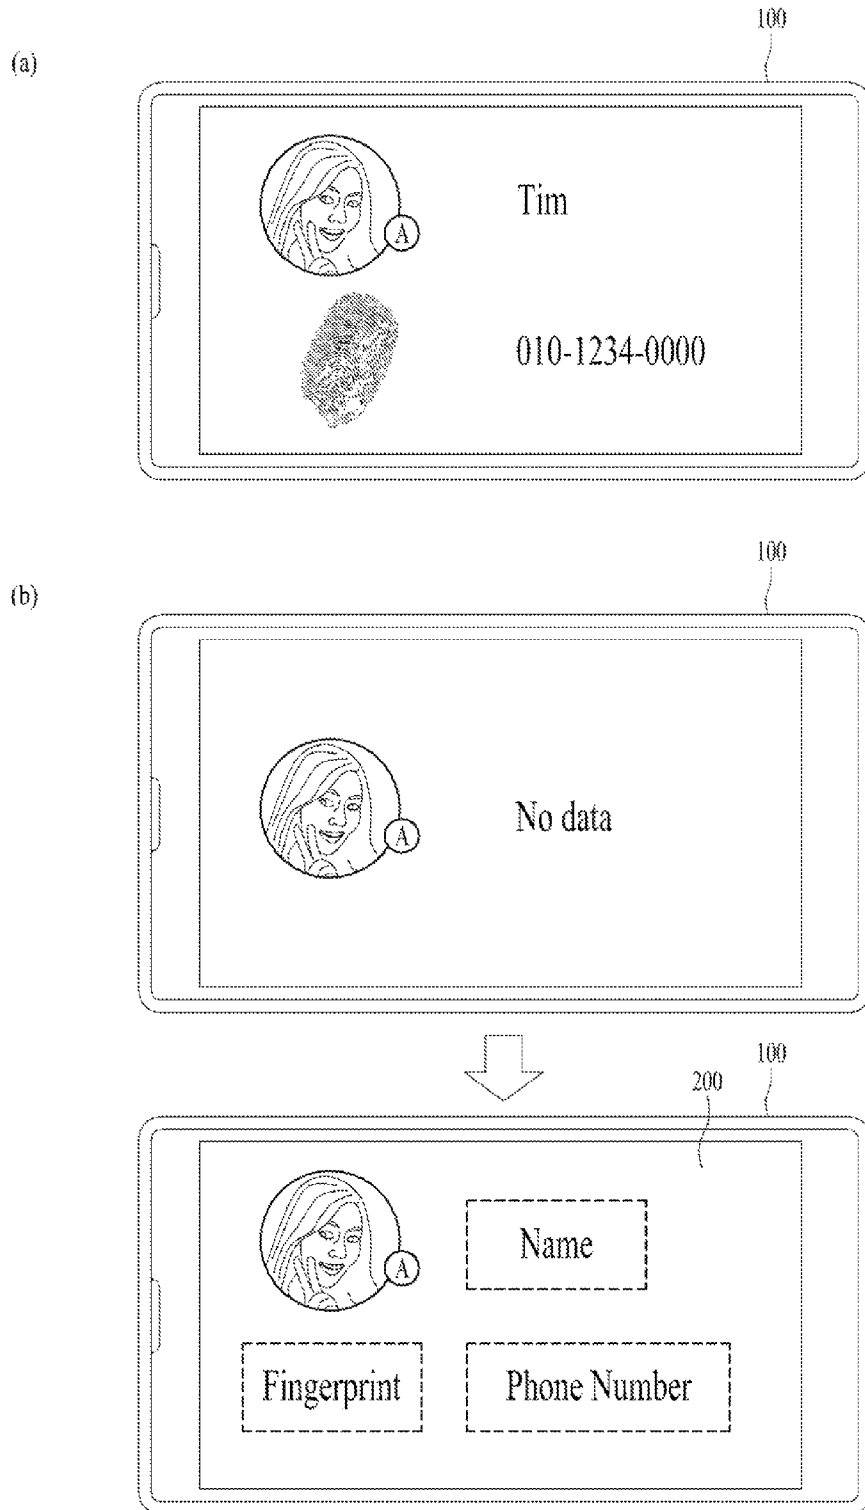 100
(a)
Tim
A
010-1234-0000
100
(b)
No data
A
100
200
Name
A
Fingerprint
Phone Number